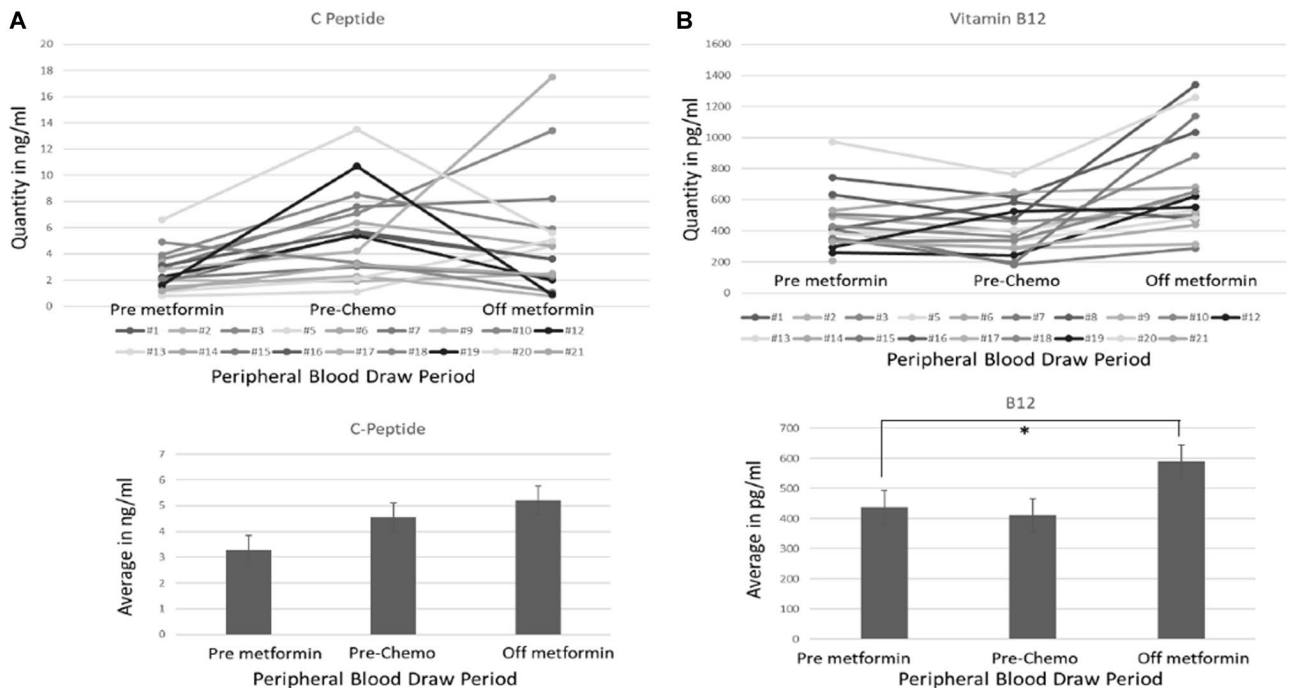 A
C Peptide
Quantity in ng/ml
20
18
16
14
12
10
8
6
4
2
0
Pre metformin Pre-Chemo Off metformin
#1 #2 #3 #5 #6 #7 #9 #10 #12
#13 #14 #15 #16 #17 #18 #19 #20 #21
Peripheral Blood Draw Period
C-Peptide
Average in ng/ml
7
6
5
4
3
2
1
0
Pre metformin Pre-Chemo Off metformin
Peripheral Blood Draw Period
B
Vitamin B12
Quantity in pg/ml
1600
1400
1200
1000
800
600
400
200
0
Pre metformin Pre-Chemo Off metformin
#1 #2 #3 #5 #6 #7 #8 #9 #10 #12
#13 #14 #15 #16 #17 #18 #19 #20 #21
Peripheral Blood Draw Period
B12
*
Average in pg/ml
700
600
500
400
300
200
100
0
Pre metformin Pre-Chemo Off metformin
Peripheral Blood Draw Period